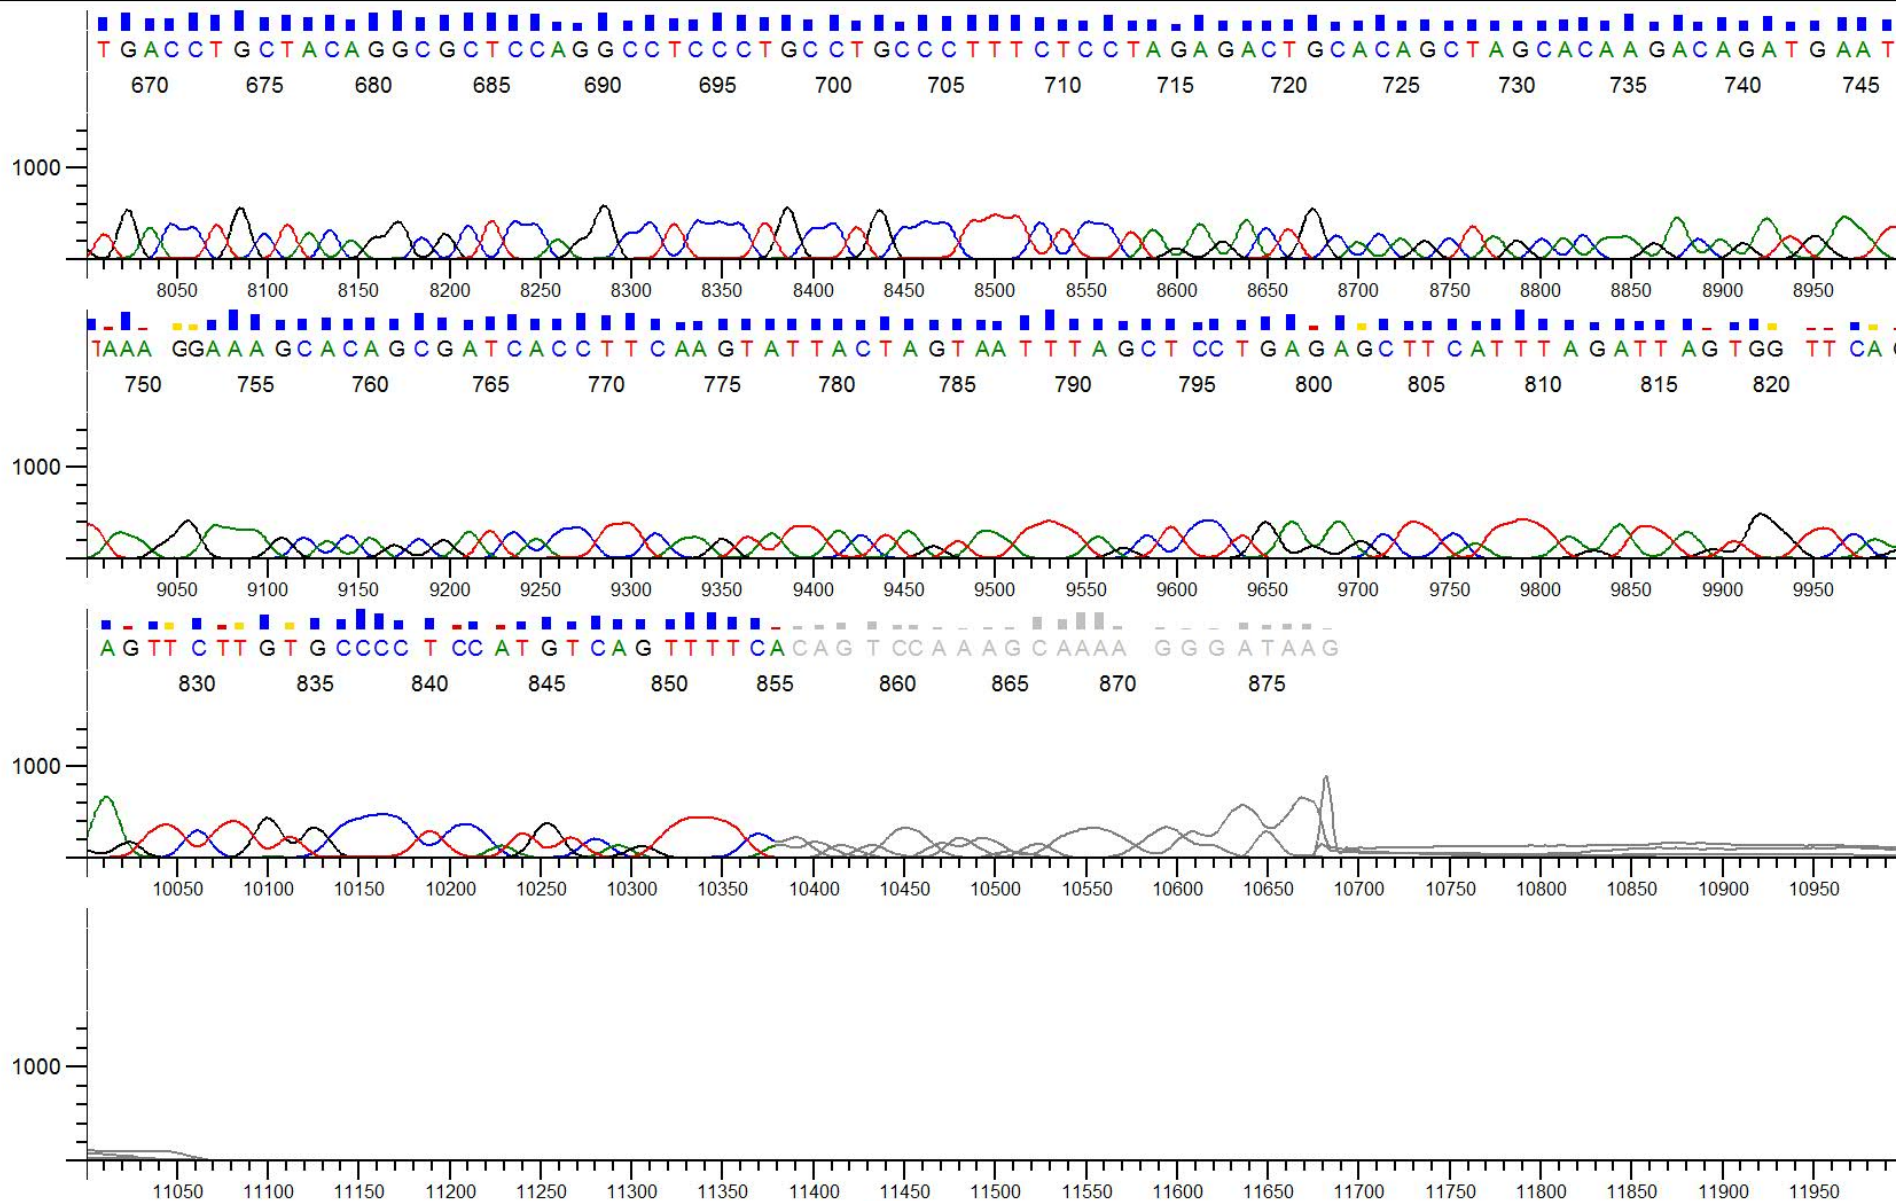 TGACCTGCTACAGGCGCTCCAGGCCTCCCTGCCTGCCCTTTCTCCTAGAGACTGCACAGCTAGCACAAGACAGATGAAT
670 675 680 685 690 695 700 705 710 715 720 725 730 735 740 745
1000
8050 8100 8150 8200 8250 8300 8350 8400 8450 8500 8550 8600 8650 8700 8750 8800 8850 8900 8950
TAAA GGAAAGCACAGCGATCACCTTCAAGTATTACTAGTAATTTAGCTCCTGAGAGCTTCATTTAGATTAGTGG TTCA
750 755 760 765 770 775 780 785 790 795 800 805 810 815 820
1000
9050 9100 9150 9200 9250 9300 9350 9400 9450 9500 9550 9600 9650 9700 9750 9800 9850 9900 9950
AGTTCTTGTGCCCCTCCATGTCAGTTTTCACAGTCCAAAGCAAAA GGGATAAG
830 835 840 845 850 855 860 865 870 875
1000
10050 10100 10150 10200 10250 10300 10350 10400 10450 10500 10550 10600 10650 10700 10750 10800 10850 10900 10950
1000
11050 11100 11150 11200 11250 11300 11350 11400 11450 11500 11550 11600 11650 11700 11750 11800 11850 11900 11950